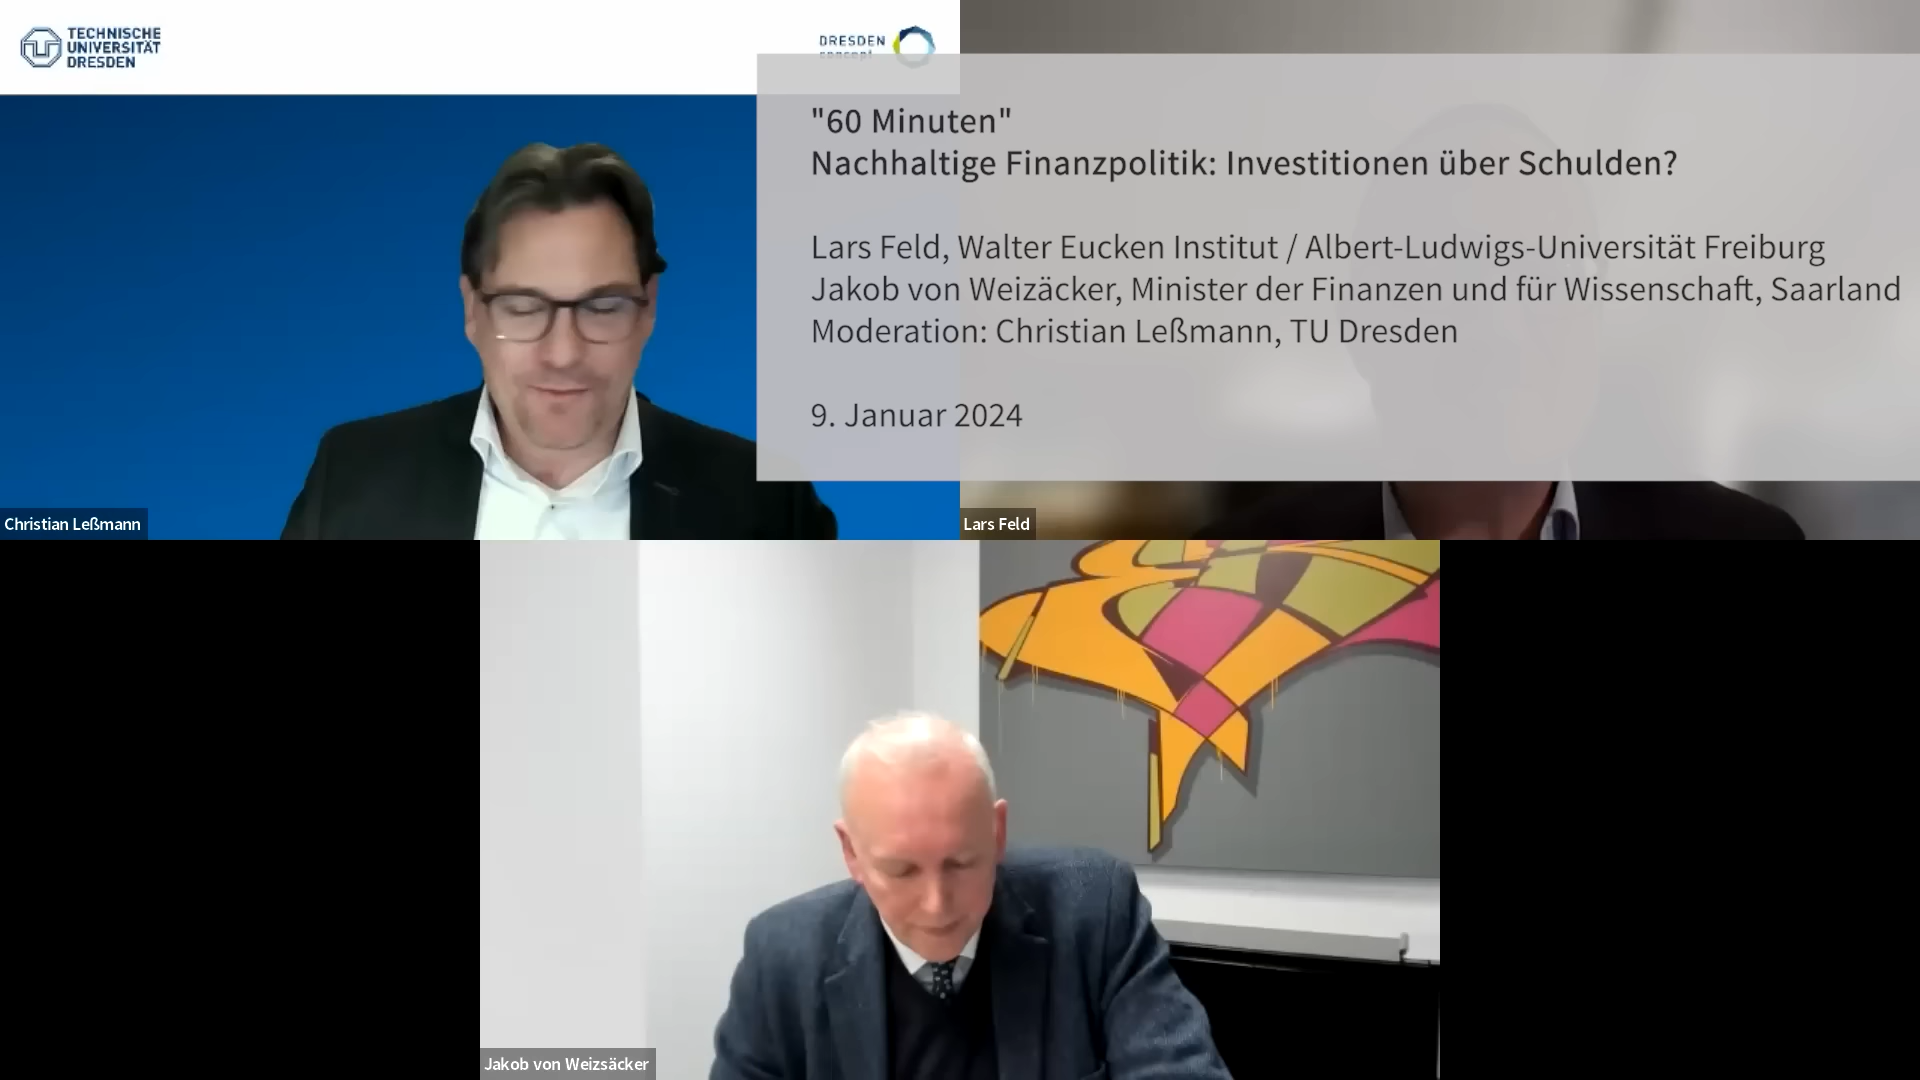 TECHNISCHE
UNIVERSITÄT
DRESDEN
DRESDEN
concept
"60 Minuten"
Nachhaltige Finanzpolitik: Investitionen über Schulden?
Lars Feld, Walter Eucken Institut / Albert-Ludwigs-Universität Freiburg
Jakob von Weizäcker, Minister der Finanzen und für Wissenschaft, Saarland
Moderation: Christian Leßmann, TU Dresden
9. Januar 2024
Christian Leßmann
Lars Feld
Jakob von Weizsäcker